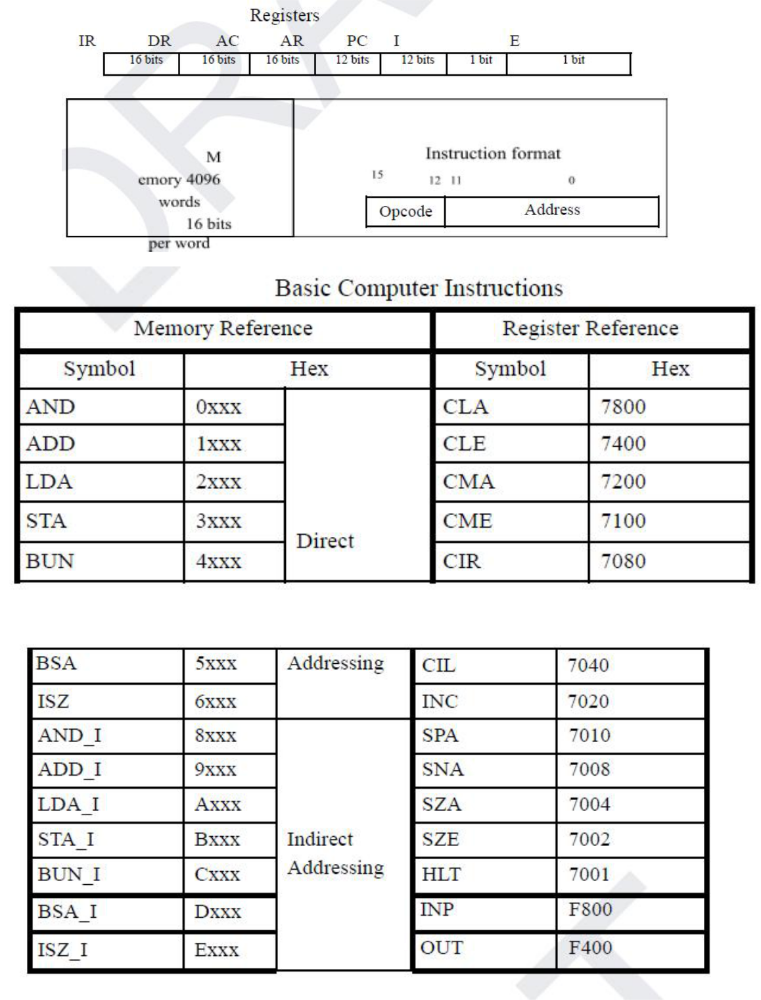 Registers
IR DR AC AR PC I E
16 bits 16 bits 16 bits 12 bits 12 bits 1 bit 1 bit
M
emory 4096
words
16 bits
per word
Instruction format
15 12 11 0
Opcode Address
Basic Computer Instructions
Memory Reference Register Reference
Symbol Hex Symbol Hex
AND 0xxx CLA 7800
ADD 1xxx CLE 7400
LDA 2xxx CMA 7200
STA 3xxx CME 7100
Direct
BUN 4xxx CIR 7080
BSA 5xxx Addressing CIL 7040
ISZ 6xxx INC 7020
AND_I 8xxx SPA 7010
ADD_I 9xxx SNA 7008
LDA_I Axxx SZA 7004
STA_I Bxxx Indirect SZE 7002
BUN_I Cxxx Addressing HLT 7001
BSA_I Dxxx INP F800
ISZ_I Exxx OUT F400